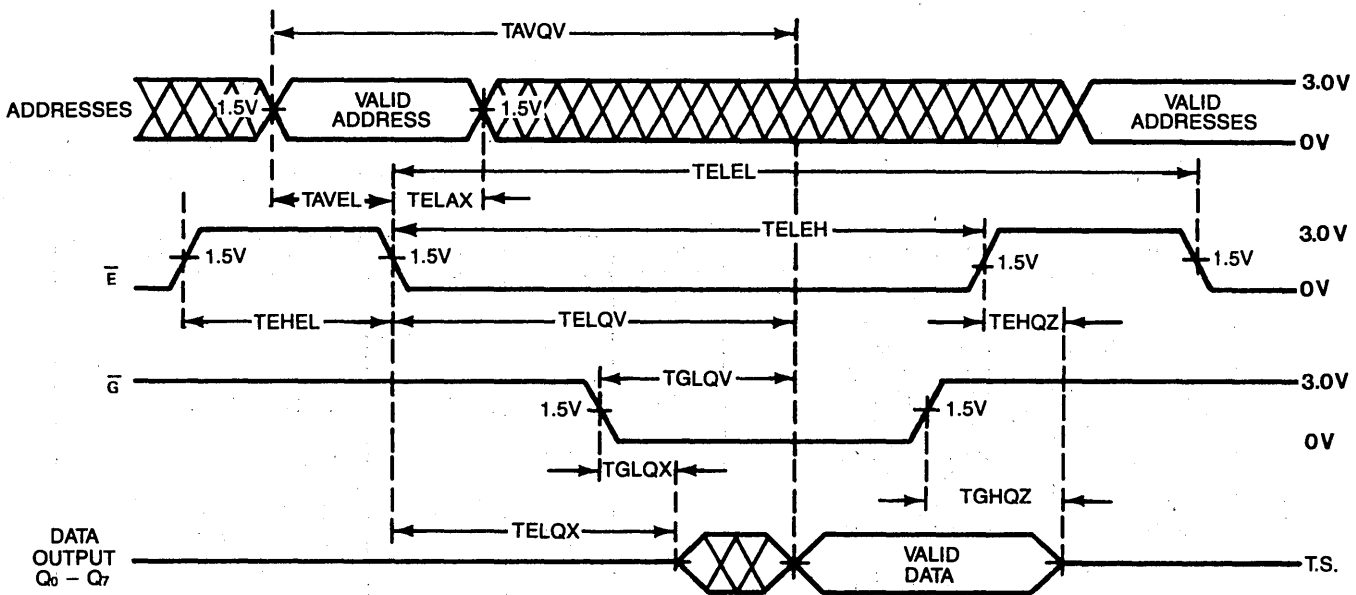 TAVQV
ADDRESSES
1.5V
VALID
ADDRESS
1.5V
VALID
ADDRESSES
3.0V
0V
TELEL
TAVEL
TELAX
TELEH
E
1.5V
1.5V
1.5V
1.5V
3.0V
0V
TEHEL
TELQV
TEHQZ
G
TGLQV
1.5V
1.5V
3.0V
0V
TGLQX
TGHQZ
TELQX
DATA
OUTPUT
Q0 – Q7
VALID
DATA
T.S.